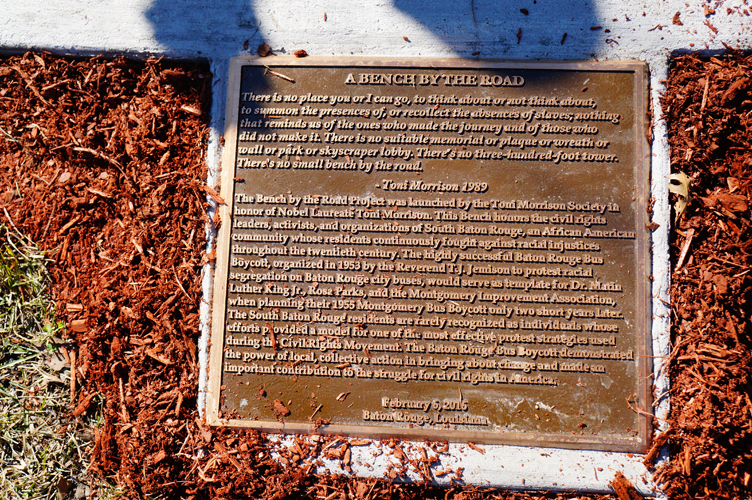 A BENCH BY THE ROAD
There is no place you or I can go, to think about or not think about,
to summon the presences of, or recollect the absences of slaves; nothing
that reminds us of the ones who made the journey and of those who
did not make it. There is no suitable memorial or plaque or wreath or
wall or park or skyscraper lobby. There's no three-hundred-foot tower.
There's no small bench by the road.
- Toni Morrison 1989
The Bench by the Road Project was launched by the Toni Morrison Society in
honor of Nobel Laureate Toni Morrison. This Bench honors the civil rights
leaders, activists, and organizations of South Baton Rouge, an African American
community whose residents continuously fought against racial injustices
throughout the twentieth century. The highly successful Baton Rouge Bus
Boycott, organized in 1953 by the Reverend T.J. Jemison to protest racial
segregation on Baton Rouge city buses, would serve as template for Dr. Matin
Luther King Jr., Rosa Parks, and the Montgomery Improvement Association,
when planning their 1955 Montgomery Bus Boycott only two short years later.
The South Baton Rouge residents are rarely recognized as individuals whose
efforts provided a model for one of the most effective protest strategies used
during the Civil Rights Movement. The Baton Rouge Bus Boycott demonstrated
the power of local, collective action in bringing about change and made an
important contribution to the struggle for civil rights in America.
February 5, 2015
Baton Rouge, Louisiana